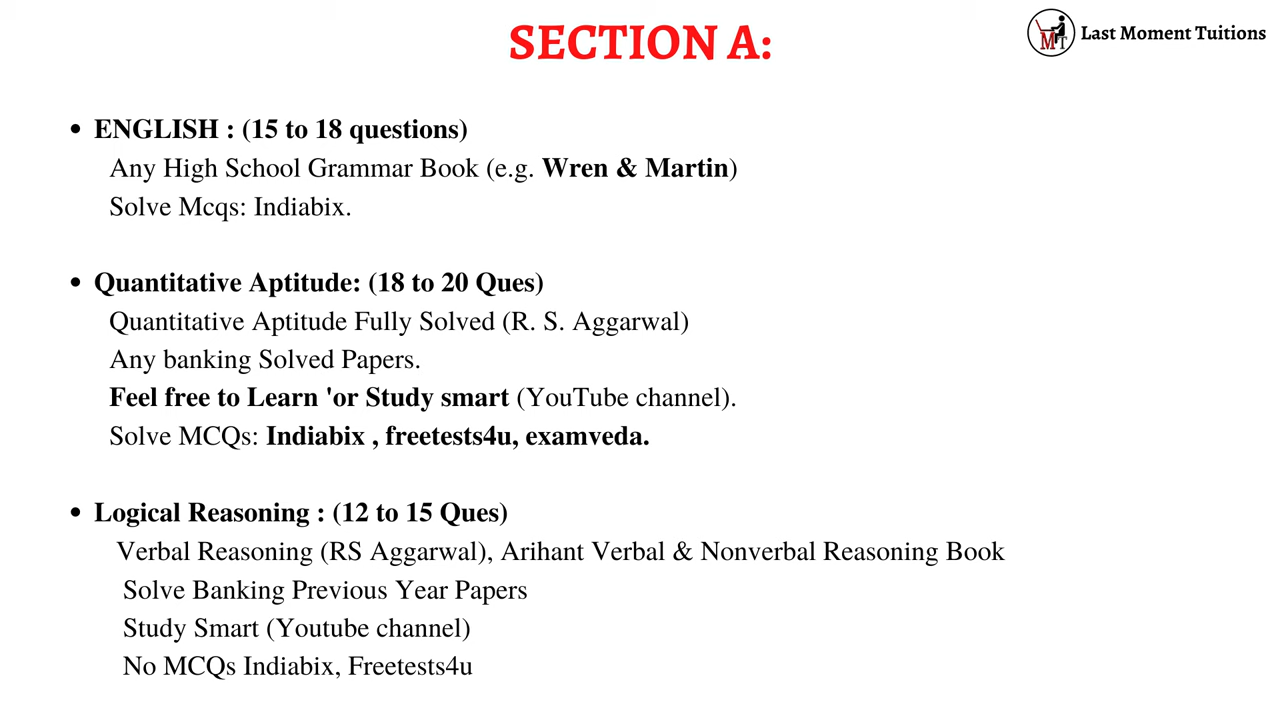 SECTION A:
MT Last Moment Tuitions
• ENGLISH : (15 to 18 questions)
Any High School Grammar Book (e.g. Wren & Martin)
Solve Mcqs: Indiabix.
• Quantitative Aptitude: (18 to 20 Ques)
Quantitative Aptitude Fully Solved (R. S. Aggarwal)
Any banking Solved Papers.
Feel free to Learn 'or Study smart (YouTube channel).
Solve MCQs: Indiabix , freetests4u, examveda.
• Logical Reasoning : (12 to 15 Ques)
Verbal Reasoning (RS Aggarwal), Arihant Verbal & Nonverbal Reasoning Book
Solve Banking Previous Year Papers
Study Smart (Youtube channel)
No MCQs Indiabix, Freetests4u